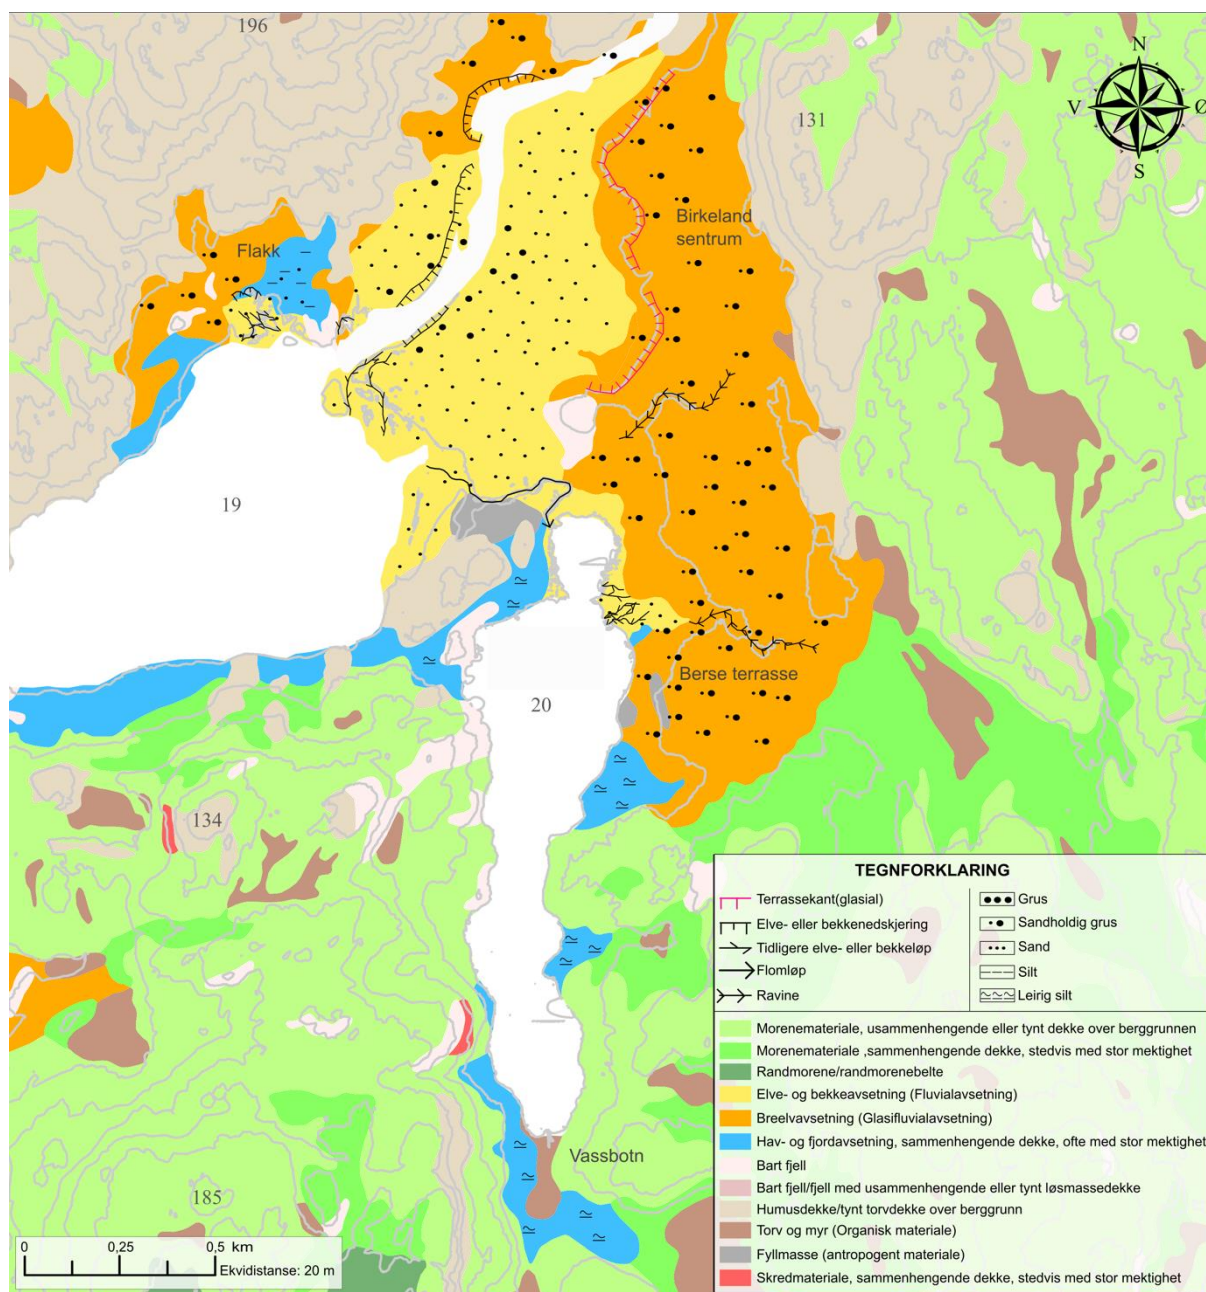 196
N
131
V
Ø
S
Birkeland
sentrum
Flakk
19
Berse terrasse
20
134
TEGNFORKLARING
Terrassekant(glasial)
Grus
Elve- eller bekkenedskjering
Sandholdig grus
Tidligere elve- eller bekkeløp
Sand
Flomløp
Silt
Ravine
Leirig silt
Morenemateriale, usammenhengende eller tynt dekke over berggrunnen
Morenemateriale ,sammenhengende dekke, stedvis med stor mektighet
Randmorene/randmorenebelte
Elve- og bekkeavsetning (Fluvialavsetning)
Breelvavsetning (Glasifluvialavsetning)
Hav- og fjordavsetning, sammenhengende dekke, ofte med stor mektighet
Bart fjell
Bart fjell/fjell med usammenhengende eller tynt løsmassedekke
Humusdekke/tynt torvdekke over berggrunn
Torv og myr (Organisk materiale)
Fyllmasse (antropogent materiale)
Skredmateriale, sammenhengende dekke, stedvis med stor mektighet
Vassbotn
185
0 0,25 0,5 km
Ekvidistanse: 20 m